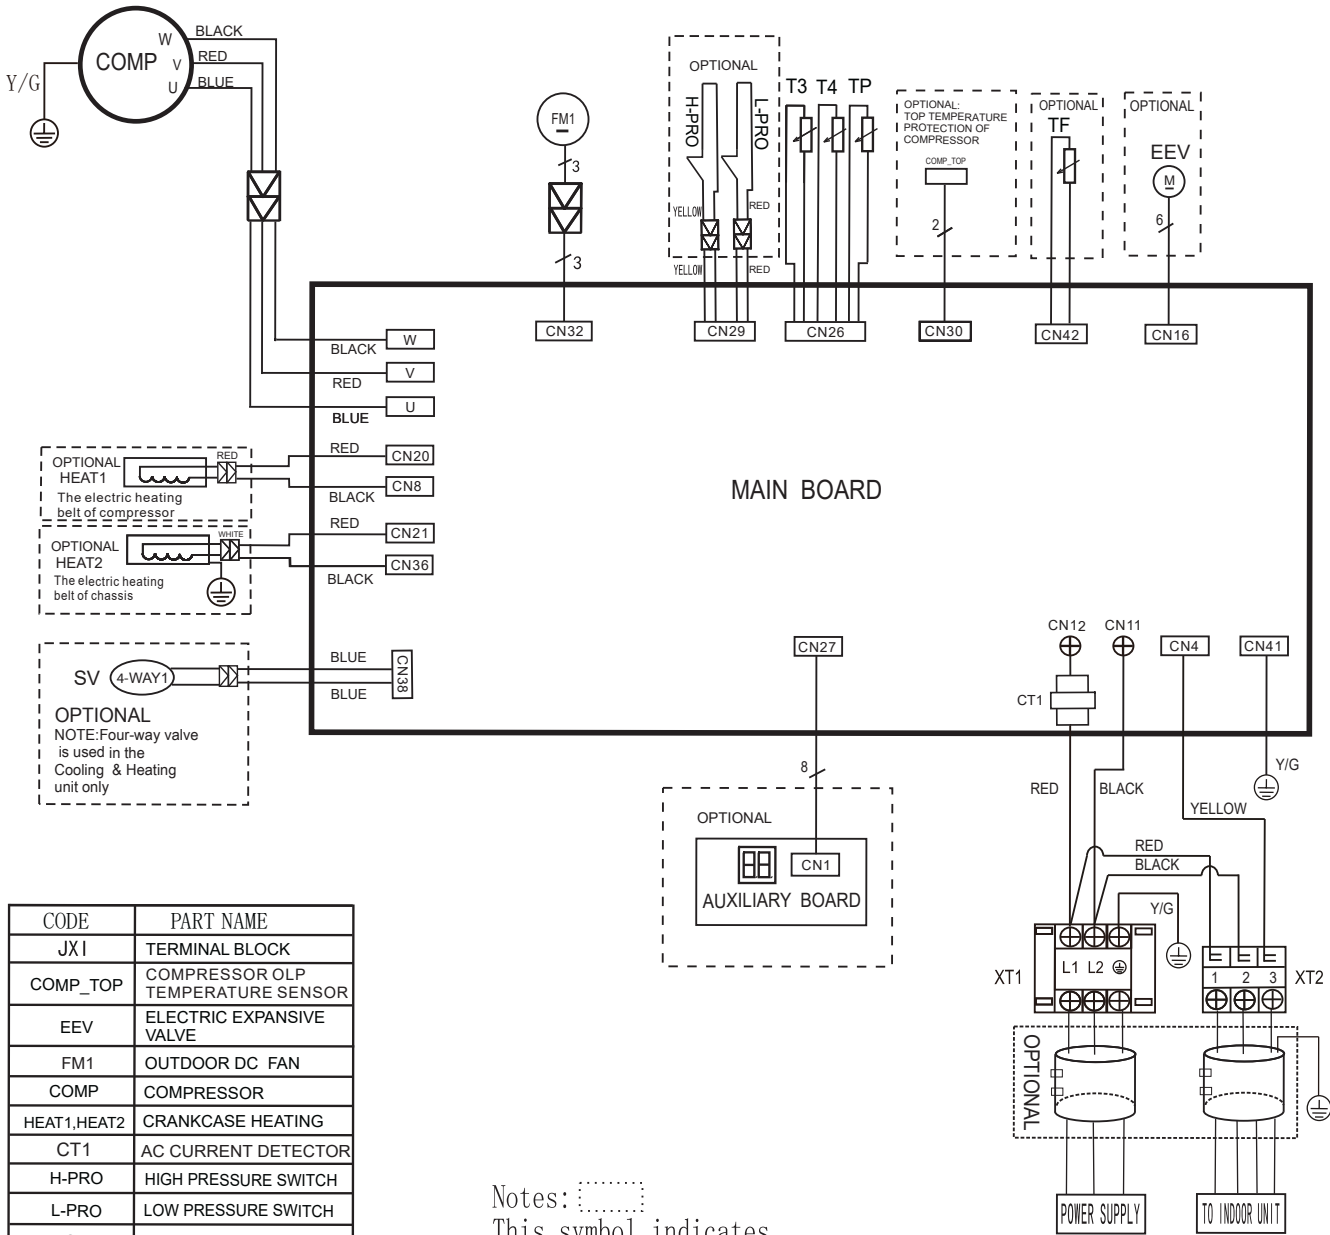 COMP
W
V
U
BLACK
RED
BLUE
Y/G
FM1
3
3
OPTIONAL
H-PRO
L-PRO
YELLOW
RED
YELLOW
RED
T3 T4 TP
OPTIONAL:
TOP TEMPERATURE
PROTECTION OF
COMPRESSOR
COMP_TOP
2
OPTIONAL
TF
OPTIONAL
EEV
M
6
CN32
CN29
CN26
CN30
CN42
CN16
BLACK
W
RED
V
BLUE
U
RED
CN20
BLACK
CN8
RED
CN21
BLACK
CN36
OPTIONAL
HEAT1
RED
The electric heating
belt of compressor
OPTIONAL
HEAT2
WHITE
The electric heating
belt of chassis
MAIN BOARD
SV
4-WAY1
BLUE
BLUE
CN38
OPTIONAL
NOTE:Four-way valve
is used in the
Cooling & Heating
unit only
CN27
8
OPTIONAL
CN1
AUXILIARY BOARD
CN12
CN11
CN4
CN41
CT1
RED
BLACK
YELLOW
Y/G
RED
BLACK
Y/G
XT1
L1 L2
1 2 3
XT2
OPTIONAL
POWER SUPPLY
TO INDOOR UNIT
CODE PART NAME
JX1 TERMINAL BLOCK
COMP_TOP COMPRESSOR OLP
TEMPERATURE SENSOR
EEV ELECTRIC EXPANSIVE
VALVE
FM1 OUTDOOR DC FAN
COMP COMPRESSOR
HEAT1,HEAT2 CRANKCASE HEATING
CT1 AC CURRENT DETECTOR
H-PRO HIGH PRESSURE SWITCH
L-PRO LOW PRESSURE SWITCH
Notes:
This symbol indicates